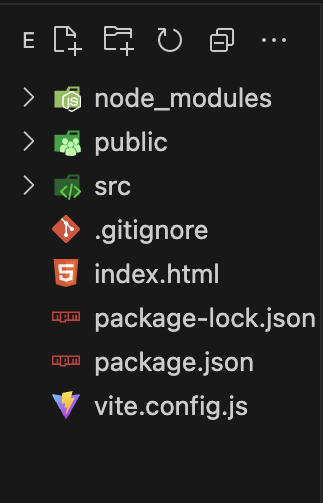 E
node_modules
public
src
.gitignore
index.html
package-lock.json
package.json
vite.config.js